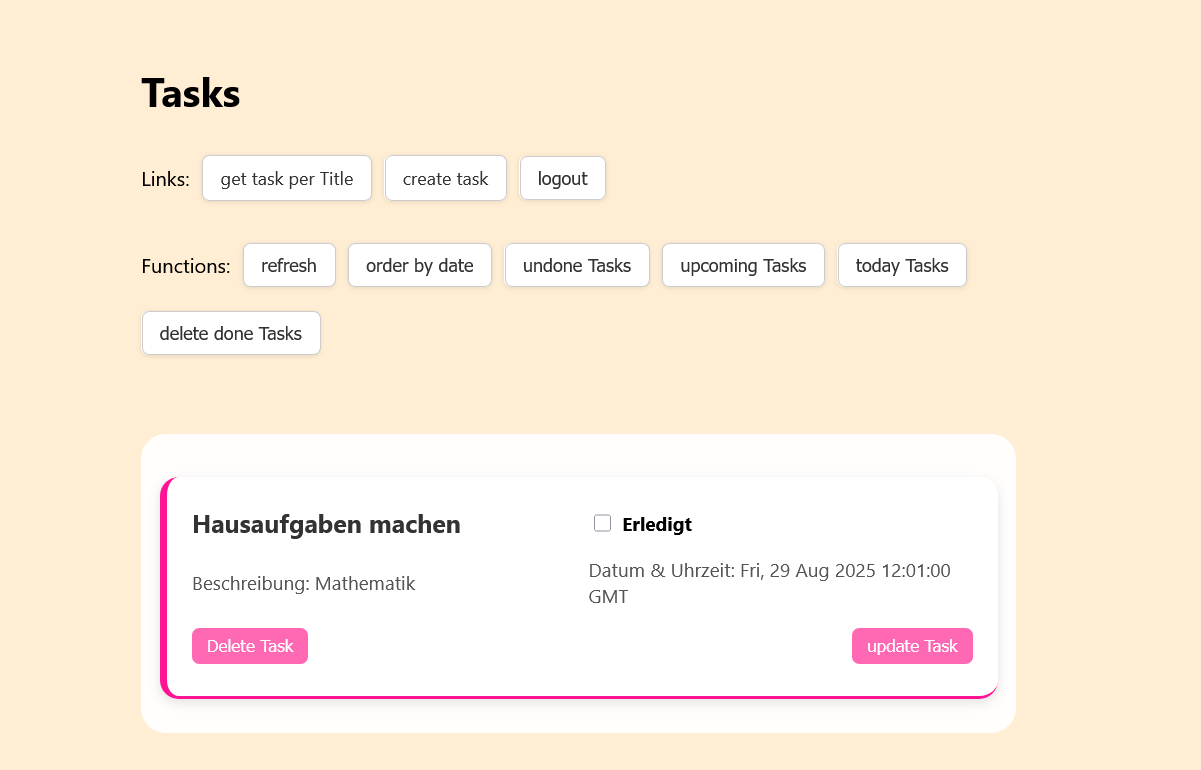 Tasks
Links: get task per Title create task logout
Functions: refresh order by date undone Tasks upcoming Tasks today Tasks
delete done Tasks
Hausaufgaben machen Erledigt
Beschreibung: Mathematik
Datum & Uhrzeit: Fri, 29 Aug 2025 12:01:00
GMT
Delete Task update Task